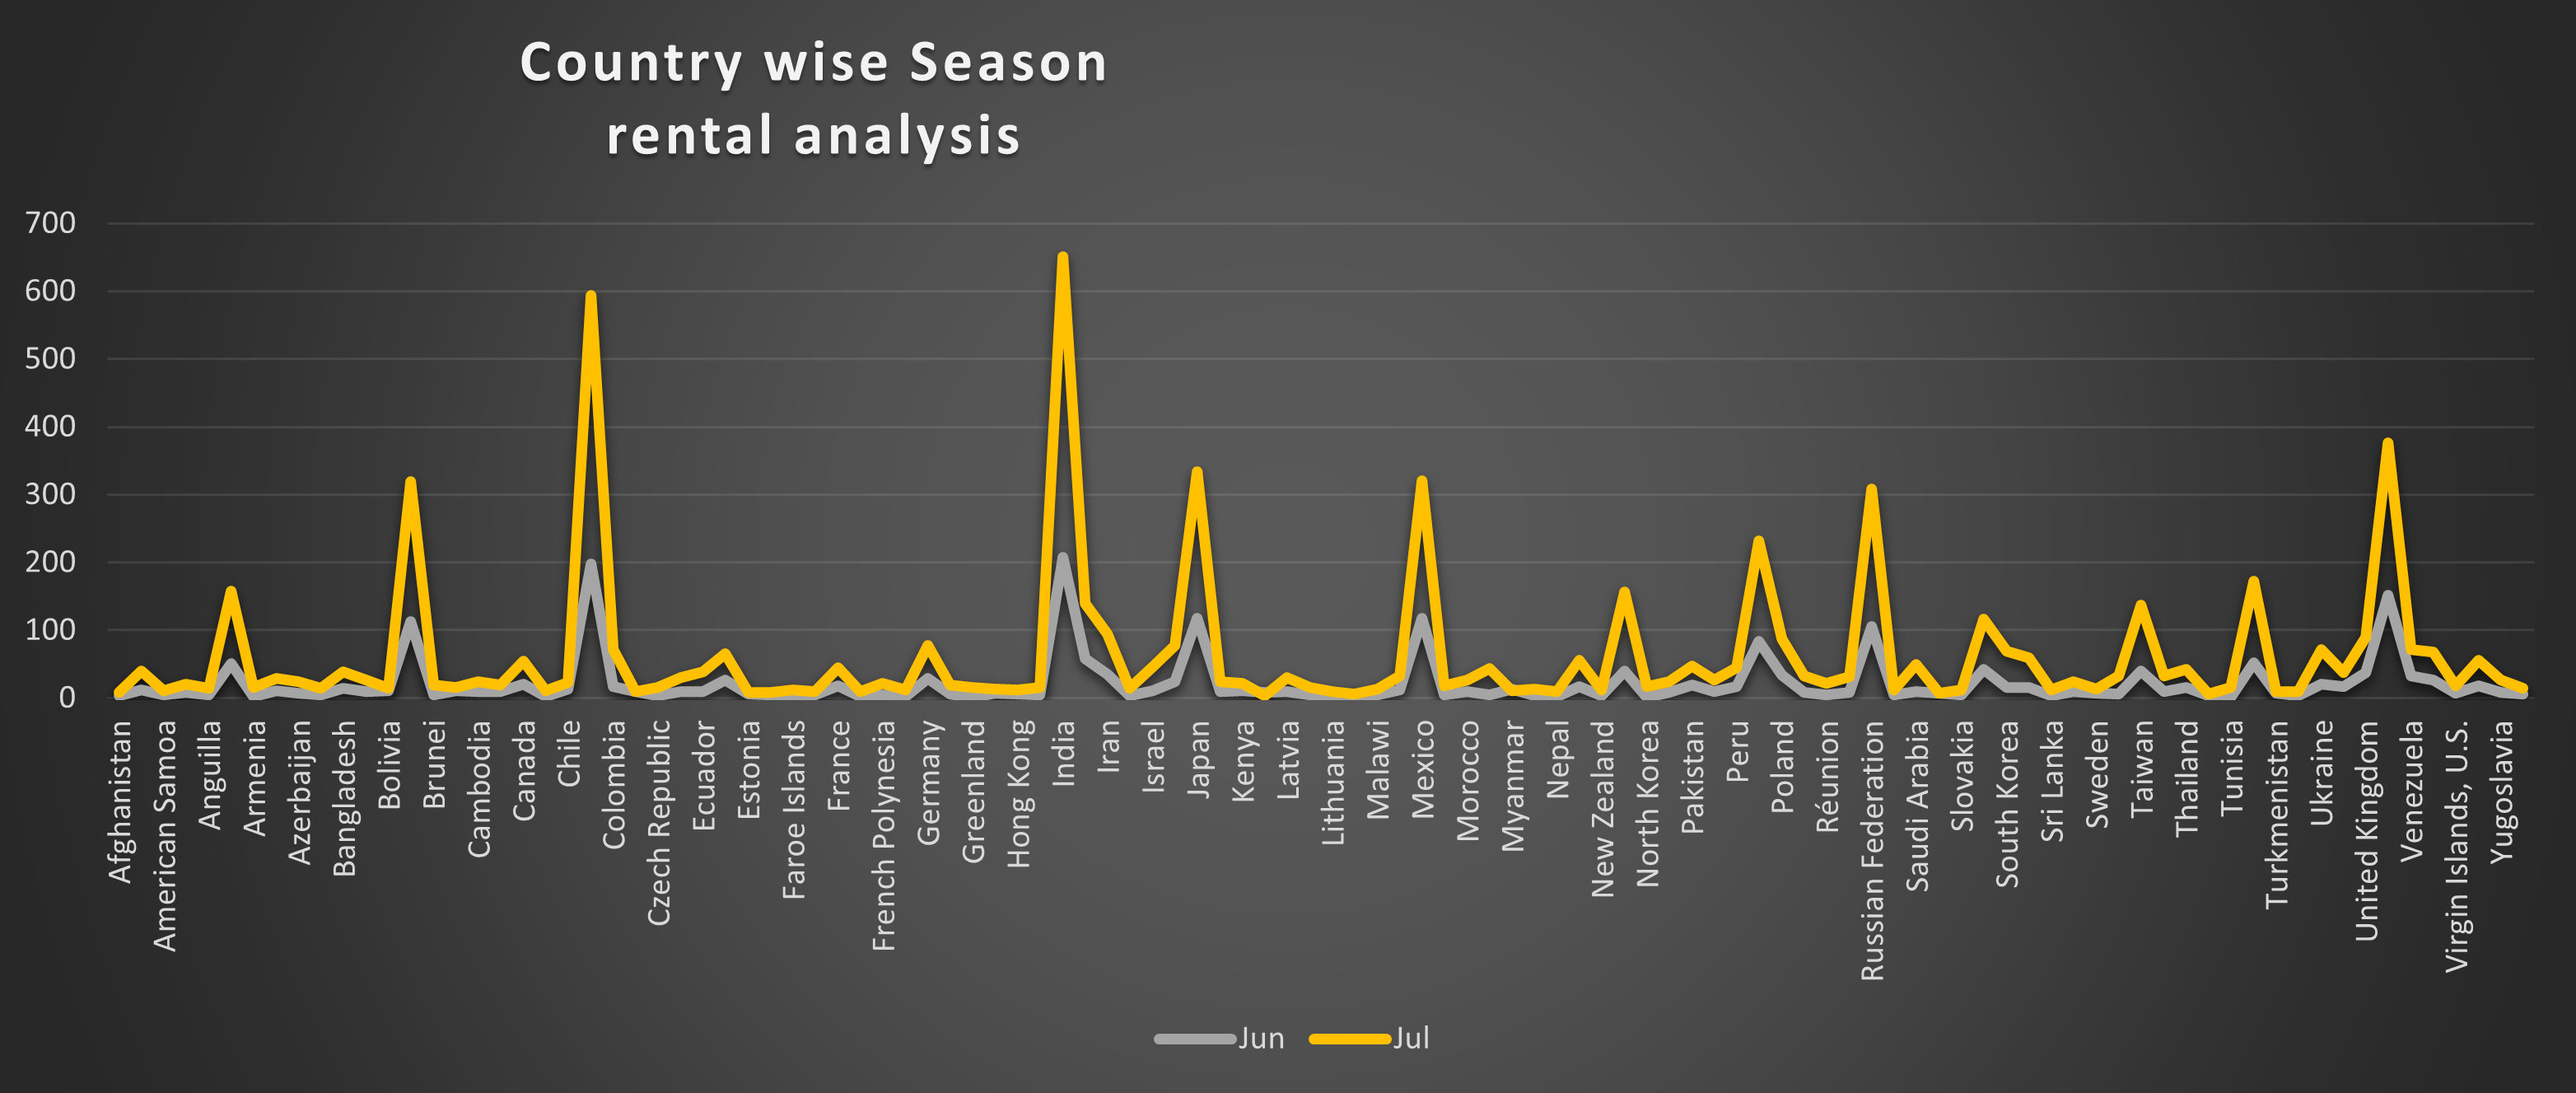 Country wise Season
rental analysis
700
600
500
400
300
200
100
0
Afghanistan
American Samoa
Anguilla
Armenia
Azerbaijan
Bangladesh
Bolivia
Brunei
Cambodia
Canada
Chile
Colombia
Czech Republic
Ecuador
Estonia
Faroe Islands
France
French Polynesia
Germany
Greenland
Hong Kong
India
Iran
Israel
Japan
Kenya
Latvia
Lithuania
Malawi
Mexico
Morocco
Myanmar
Nepal
New Zealand
North Korea
Pakistan
Peru
Poland
Réunion
Russian Federation
Saudi Arabia
Slovakia
South Korea
Sri Lanka
Sweden
Taiwan
Thailand
Tunisia
Turkmenistan
Ukraine
United Kingdom
Venezuela
Virgin Islands, U.S.
Yugoslavia
Jun
Jul